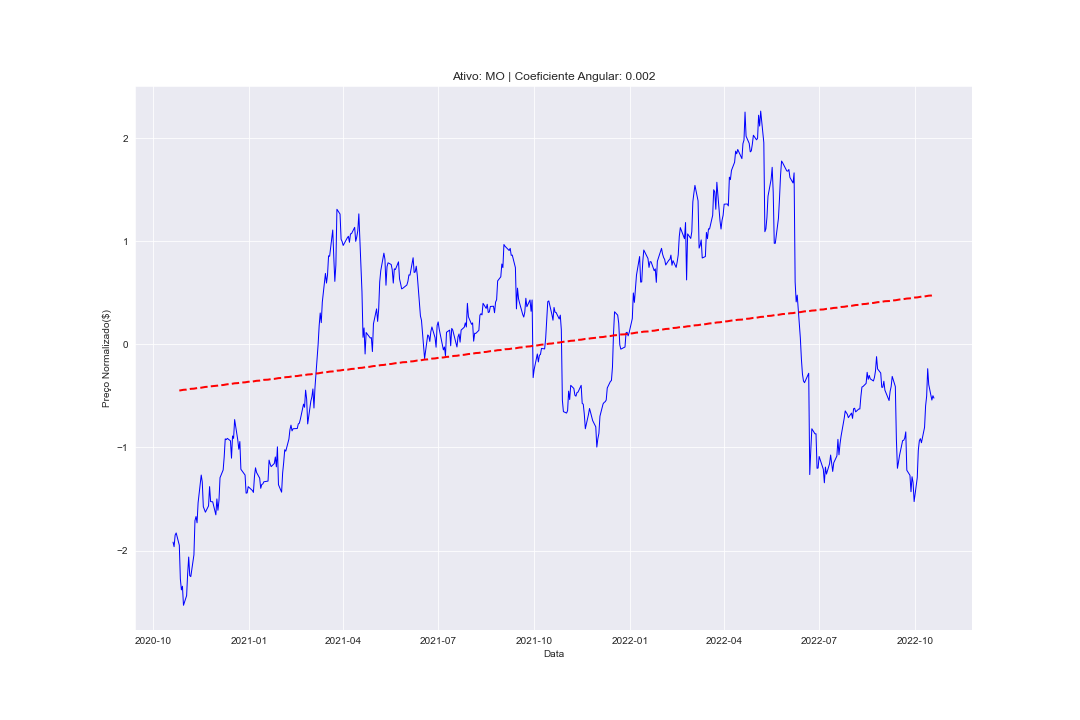 Ativo: MO | Coeficiente Angular: 0.002
Preço Normalizado($)
2
1
0
−1
−2
2020-10 2021-01 2021-04 2021-07 2021-10 2022-01 2022-04 2022-07 2022-10
Data